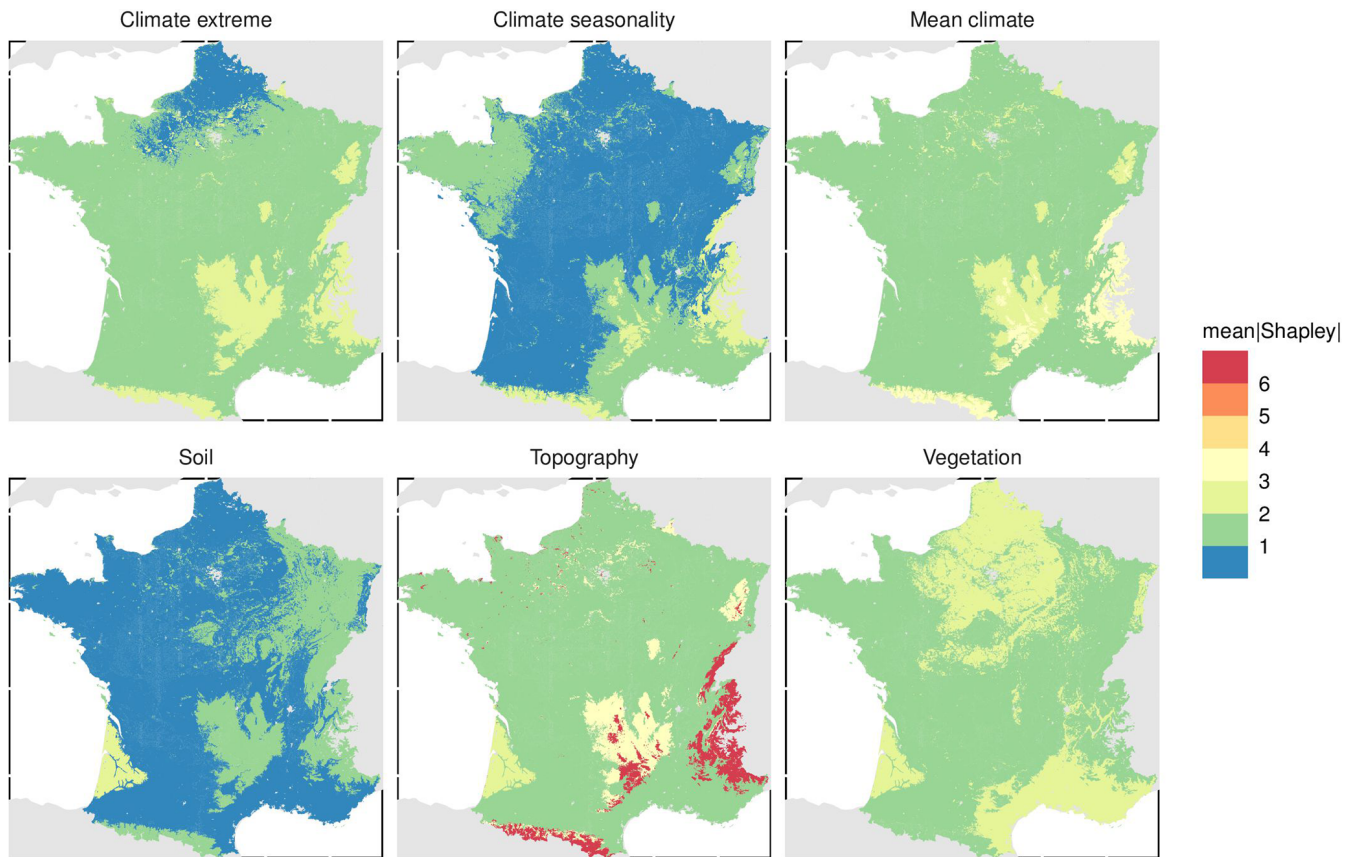 Climate extreme
Climate seasonality
Mean climate
Soil
Topography
Vegetation
mean|Shapley|
6
5
4
3
2
1